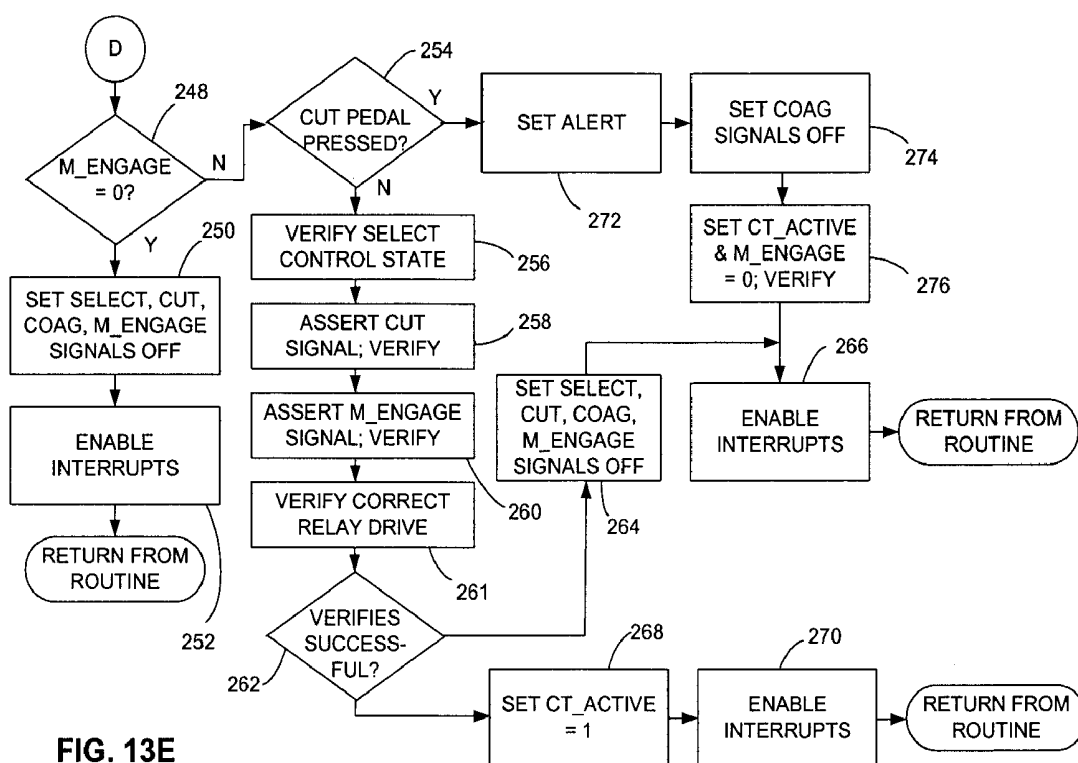 D
248
M_ENGAGE
= 0?
N
Y
250
SET SELECT, CUT,
COAG, M_ENGAGE
SIGNALS OFF
ENABLE
INTERRUPTS
252
RETURN FROM
ROUTINE
254
CUT PEDAL
PRESSED?
Y
N
VERIFY SELECT
CONTROL STATE
256
ASSERT CUT
SIGNAL; VERIFY
258
ASSERT M_ENGAGE
SIGNAL; VERIFY
260
VERIFY CORRECT
RELAY DRIVE
261
VERIFIES
SUCCESS-
FUL?
262
SET ALERT
272
SET COAG
SIGNALS OFF
274
SET CT_ACTIVE
& M_ENGAGE
= 0; VERIFY
276
SET SELECT,
CUT, COAG,
M_ENGAGE
SIGNALS OFF
264
266
ENABLE
INTERRUPTS
RETURN FROM
ROUTINE
268
SET CT_ACTIVE
= 1
270
ENABLE
INTERRUPTS
RETURN FROM
ROUTINE
FIG. 13E